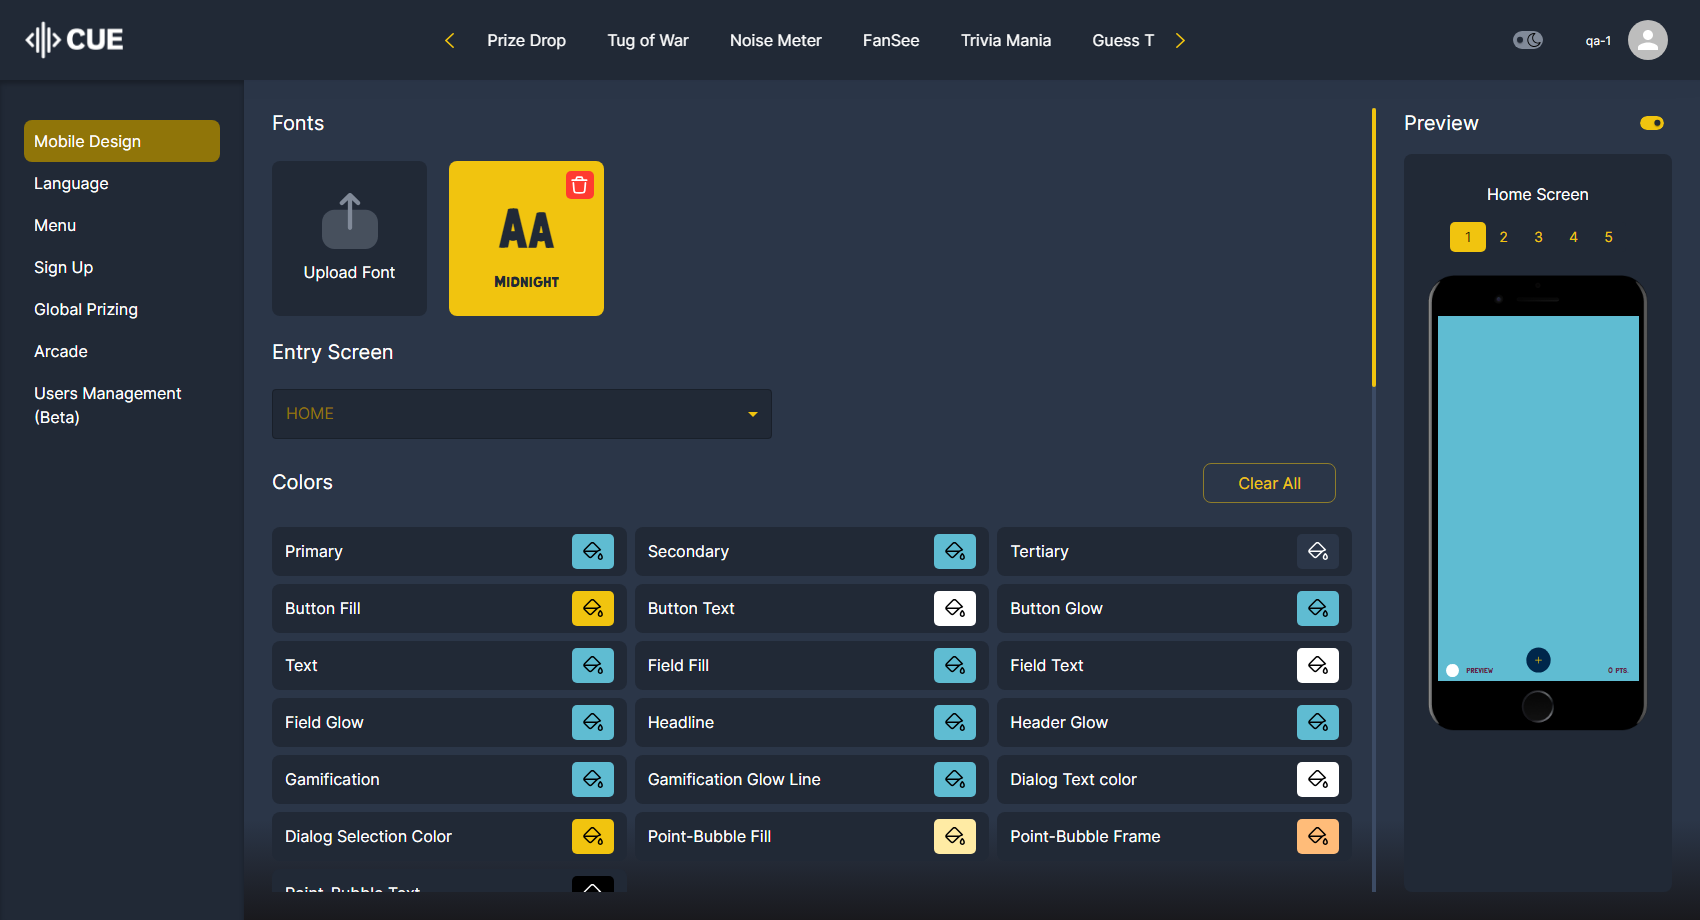 CUE
Prize Drop
Tug of War
Noise Meter
FanSee
Trivia Mania
Guess T
qa-1
Mobile Design
Language
Menu
Sign Up
Global Prizing
Arcade
Users Management
(Beta)
Fonts
Upload Font
AA
MIDNIGHT
Entry Screen
HOME
Colors
Clear All
Primary
Secondary
Tertiary
Button Fill
Button Text
Button Glow
Text
Field Fill
Field Text
Field Glow
Headline
Header Glow
Gamification
Gamification Glow Line
Dialog Text color
Dialog Selection Color
Point-Bubble Fill
Point-Bubble Frame
Point-Bubble Text
Preview
Home Screen
1 2 3 4 5
PREVIEW
0 PTS